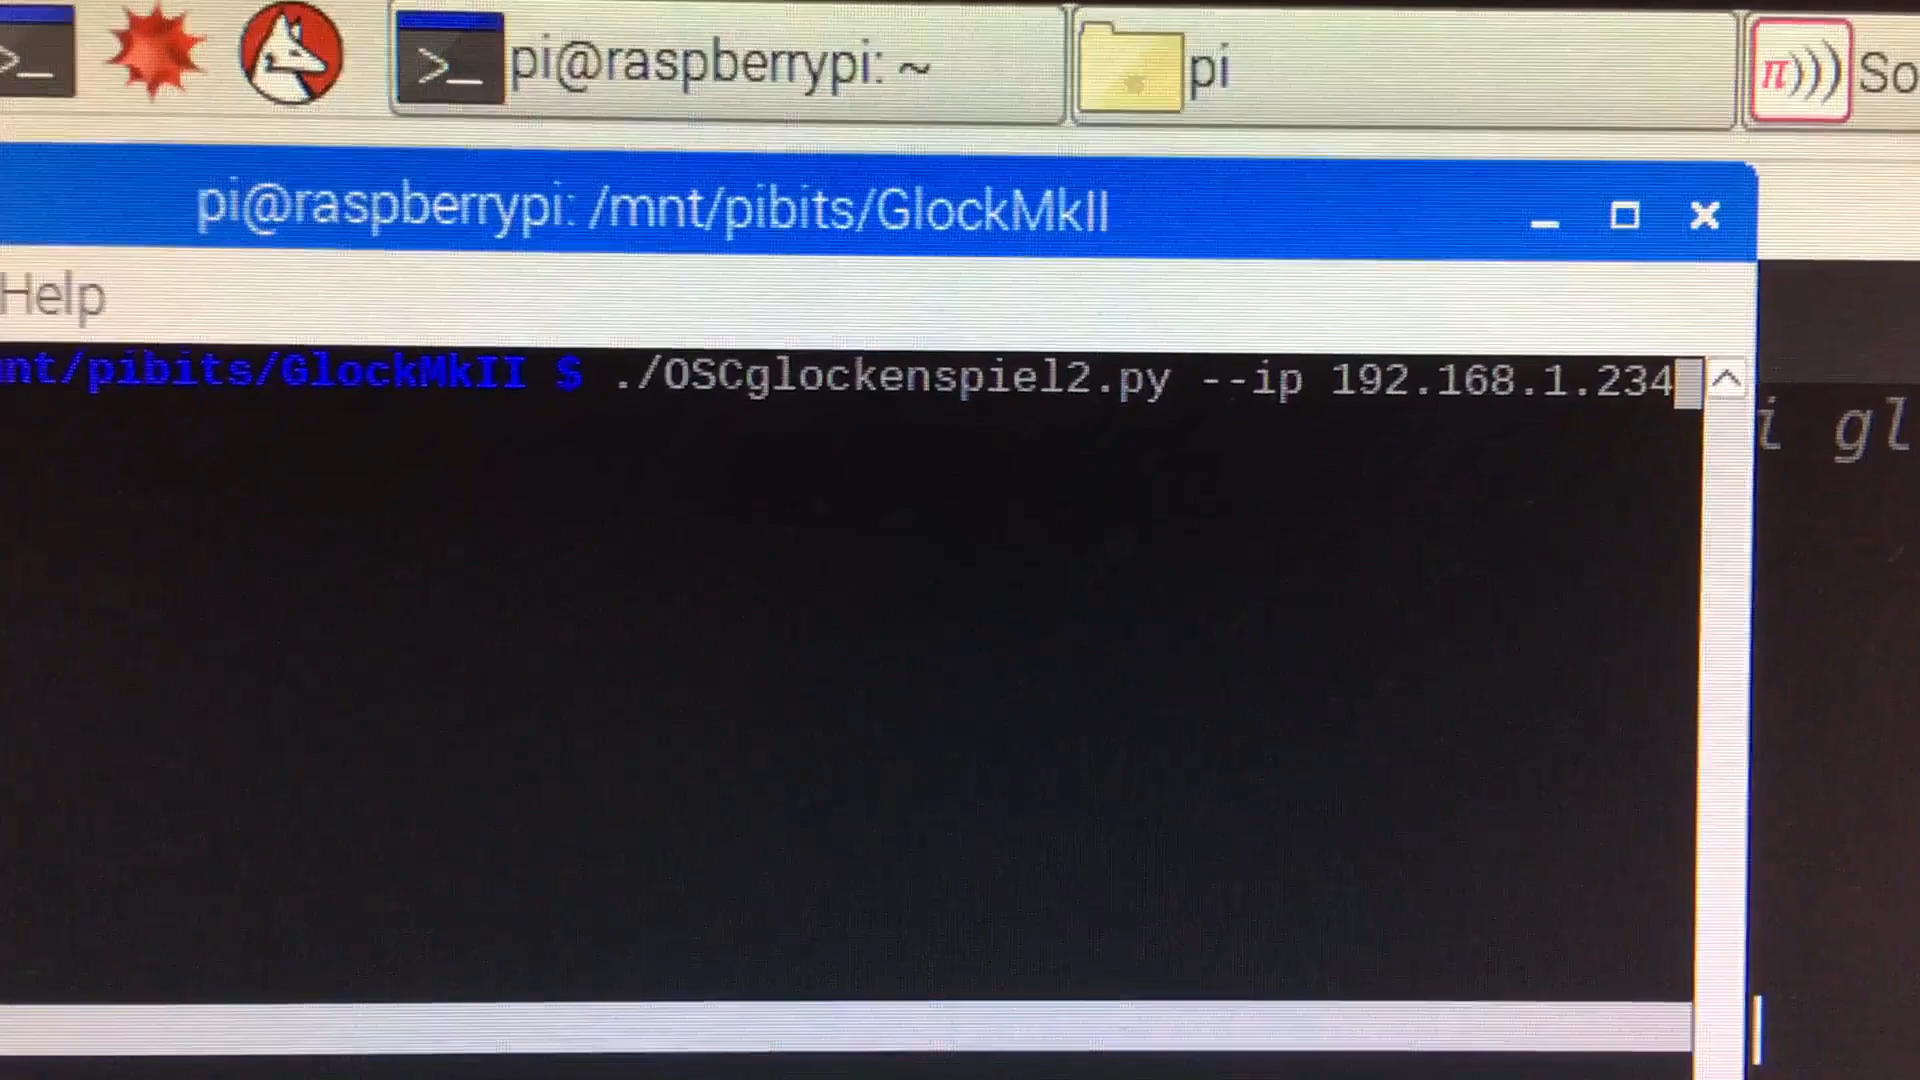 >_ pi@raspberrypi: ~ pi π))) So
pi@raspberrypi: /mnt/pibits/GlockMkII
Help
nt/pibits/GlockMkII $ ./OSCglockenspiel2.py --ip 192.168.1.234
i gl